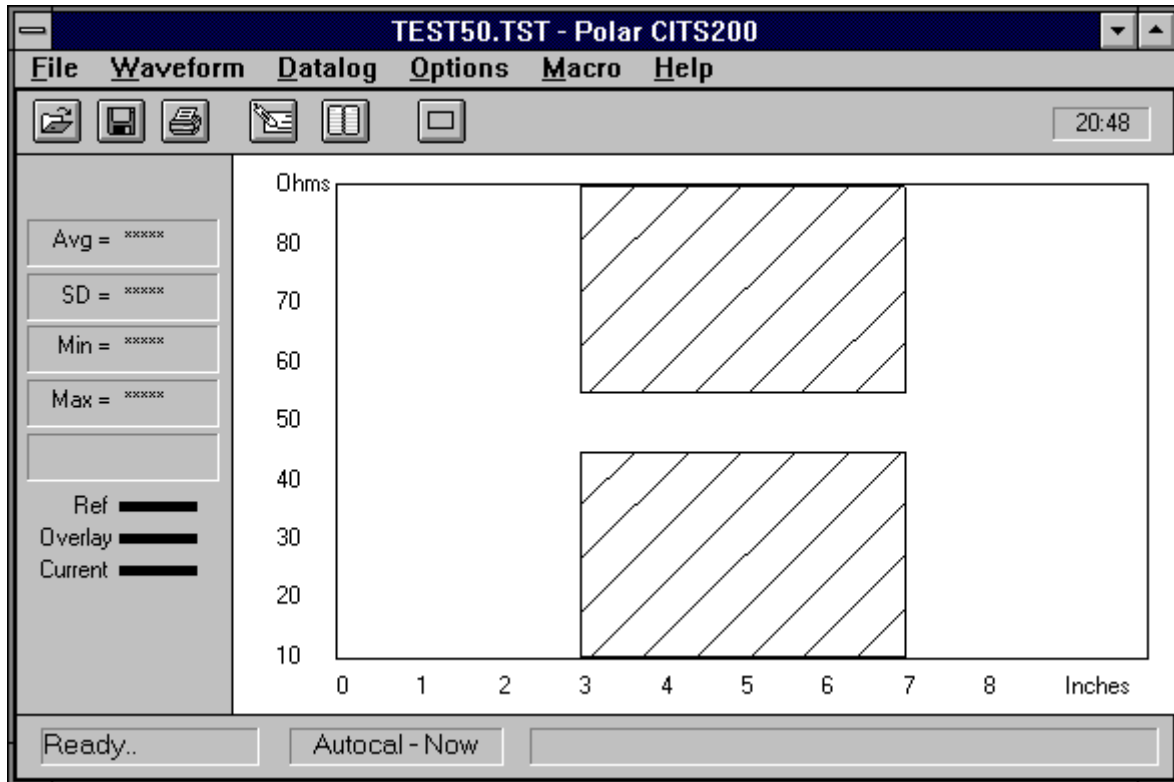 TEST50.TST - Polar CITS200
File Waveform Datalog Options Macro Help
20:48
Avg = *****
SD = *****
Min = *****
Max = *****
Ref
Overlay
Current
Ohms
80
70
60
50
40
30
20
10
0 1 2 3 4 5 6 7 8 Inches
Ready.. Autocal - Now